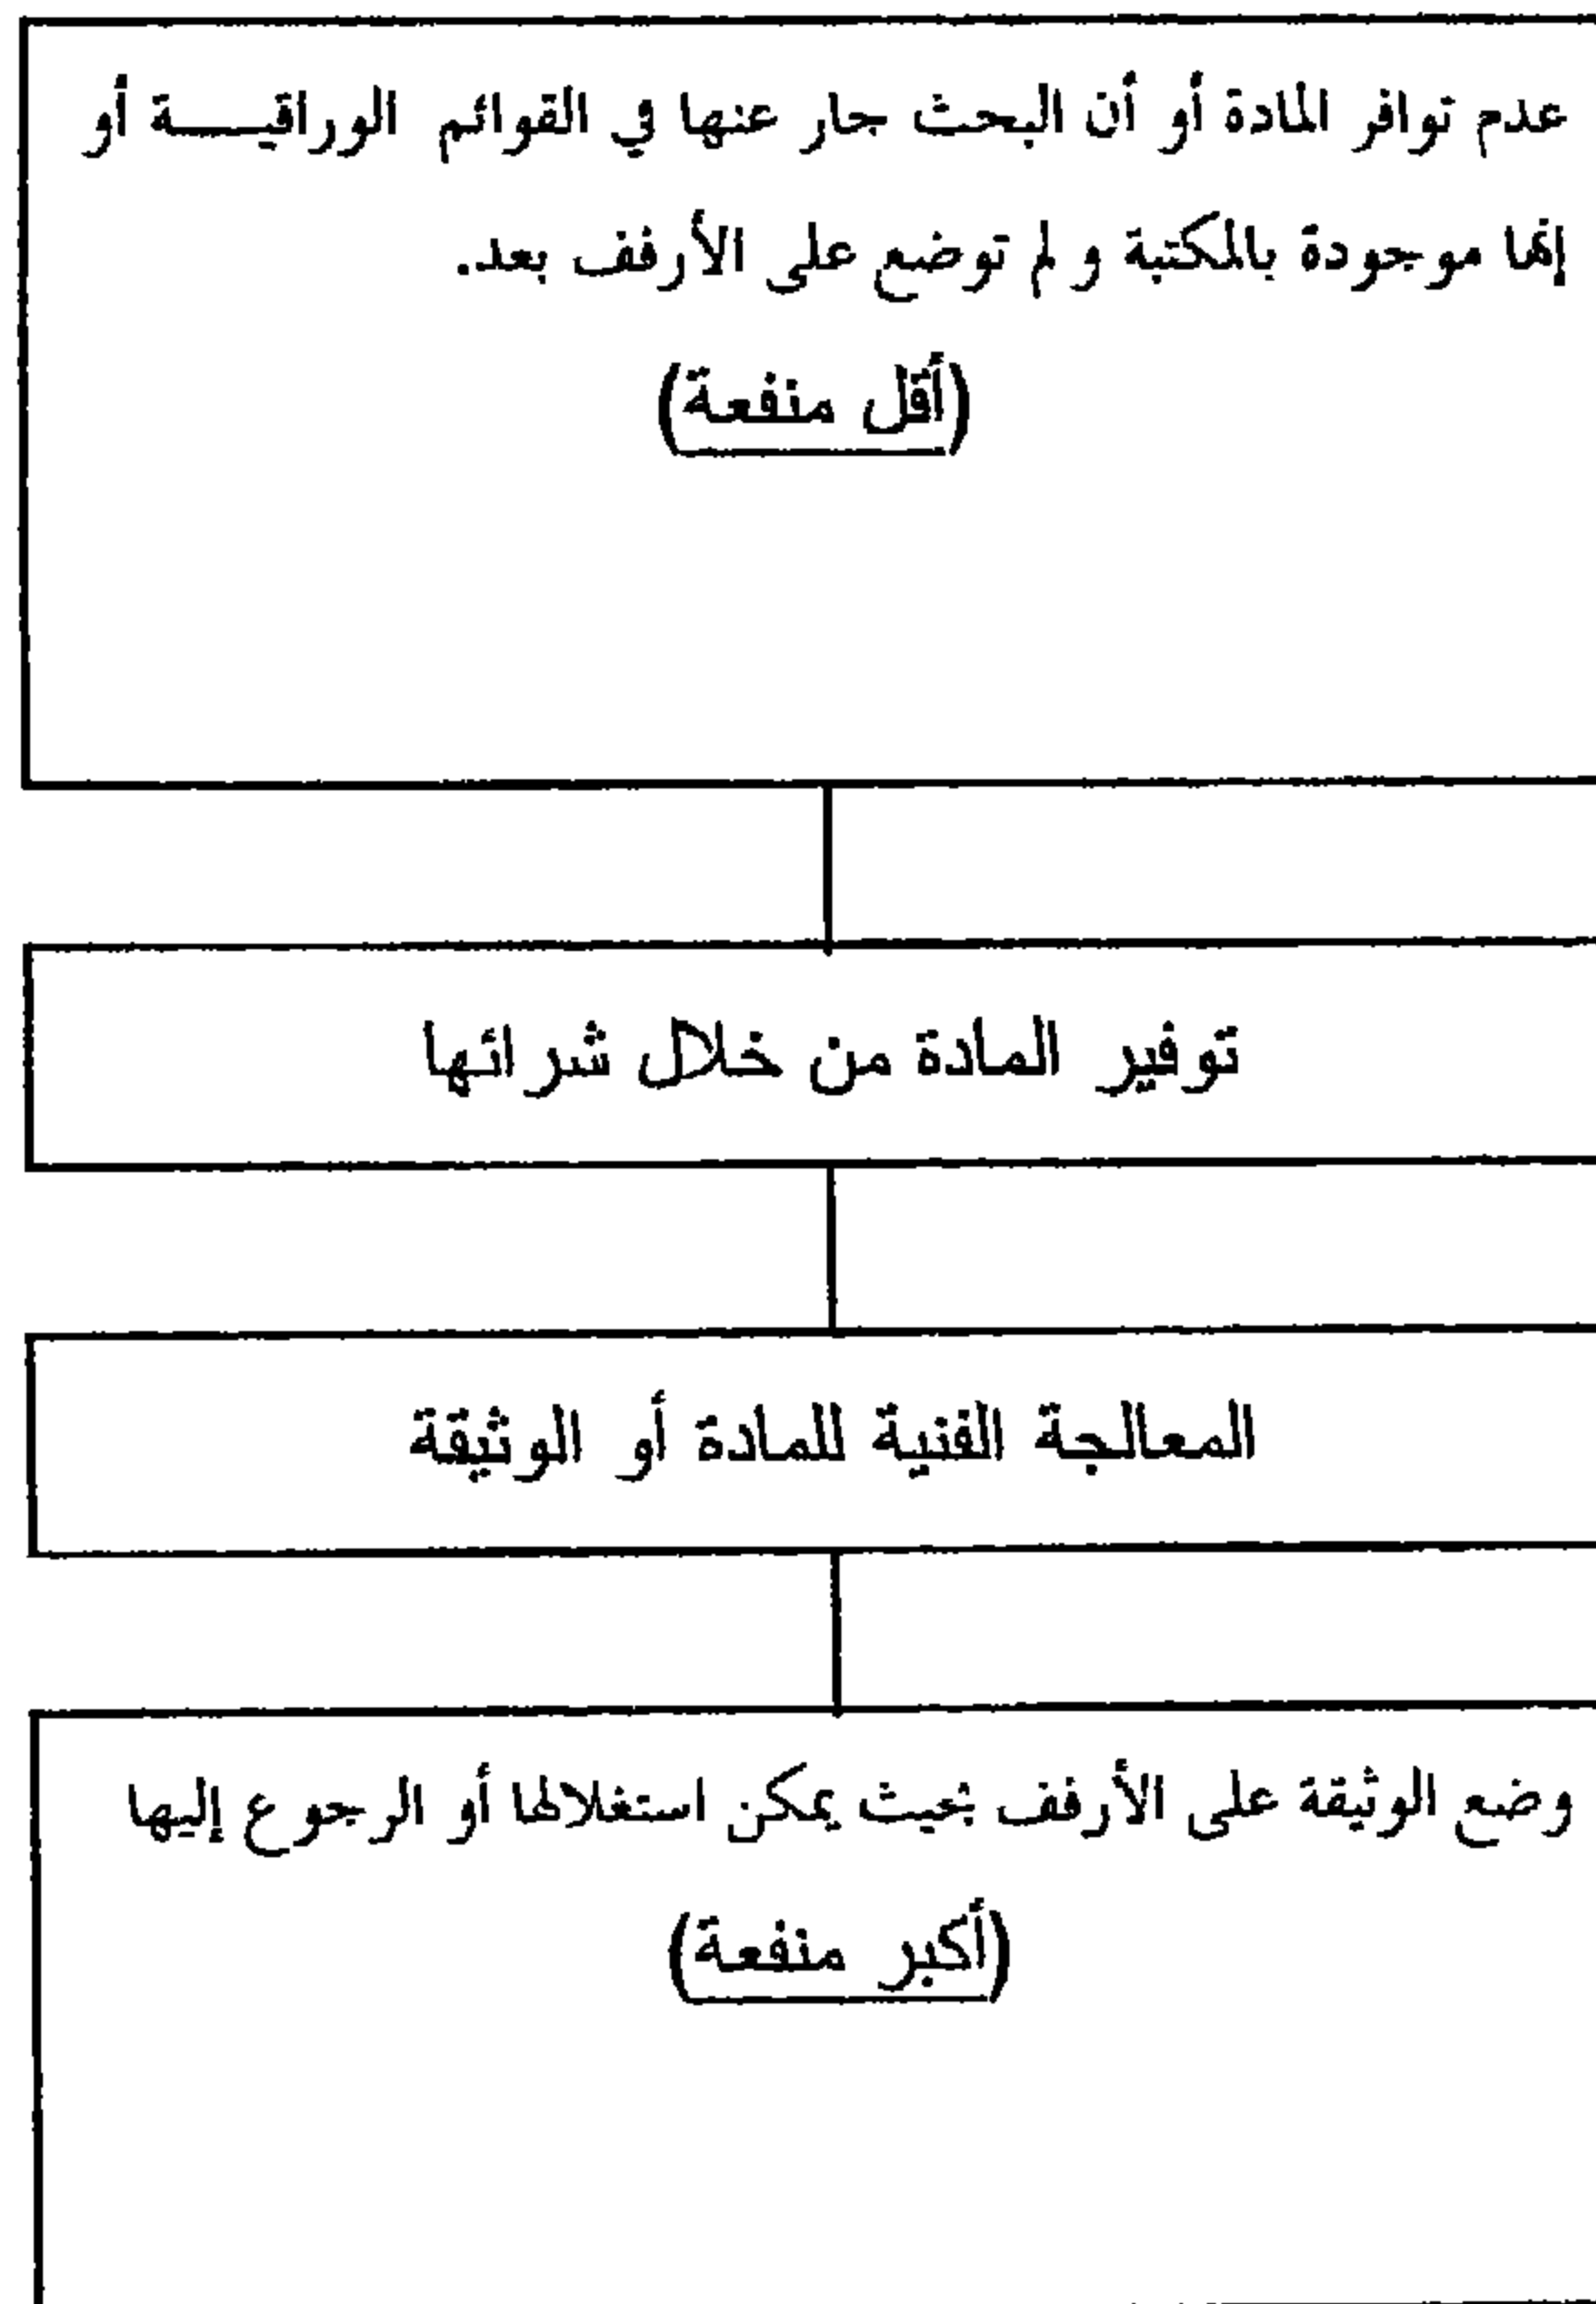 عدم توافر المادة أو أن البحث جار عنها في القوائم الوراقيـــة أو
إنها موجودة بالمكتبة ولم توضع على الأرفف بعد.
(أقل منفعة)
توفير المادة من خلال شرائها
المعالجة الفنية للمادة أو الوثيقة
وضع الوثيقة على الأرفف بحيث يمكن استغلالها أو الرجوع إليها
(أكبر منفعة)